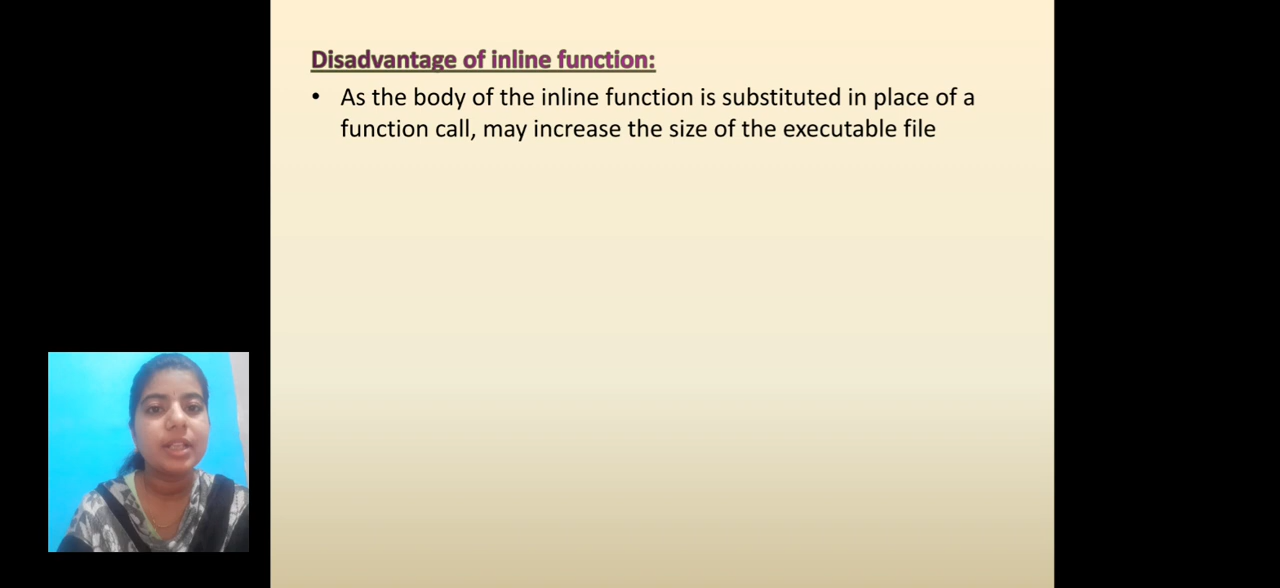 Disadvantage of inline function:
• As the body of the inline function is substituted in place of a
function call, may increase the size of the executable file